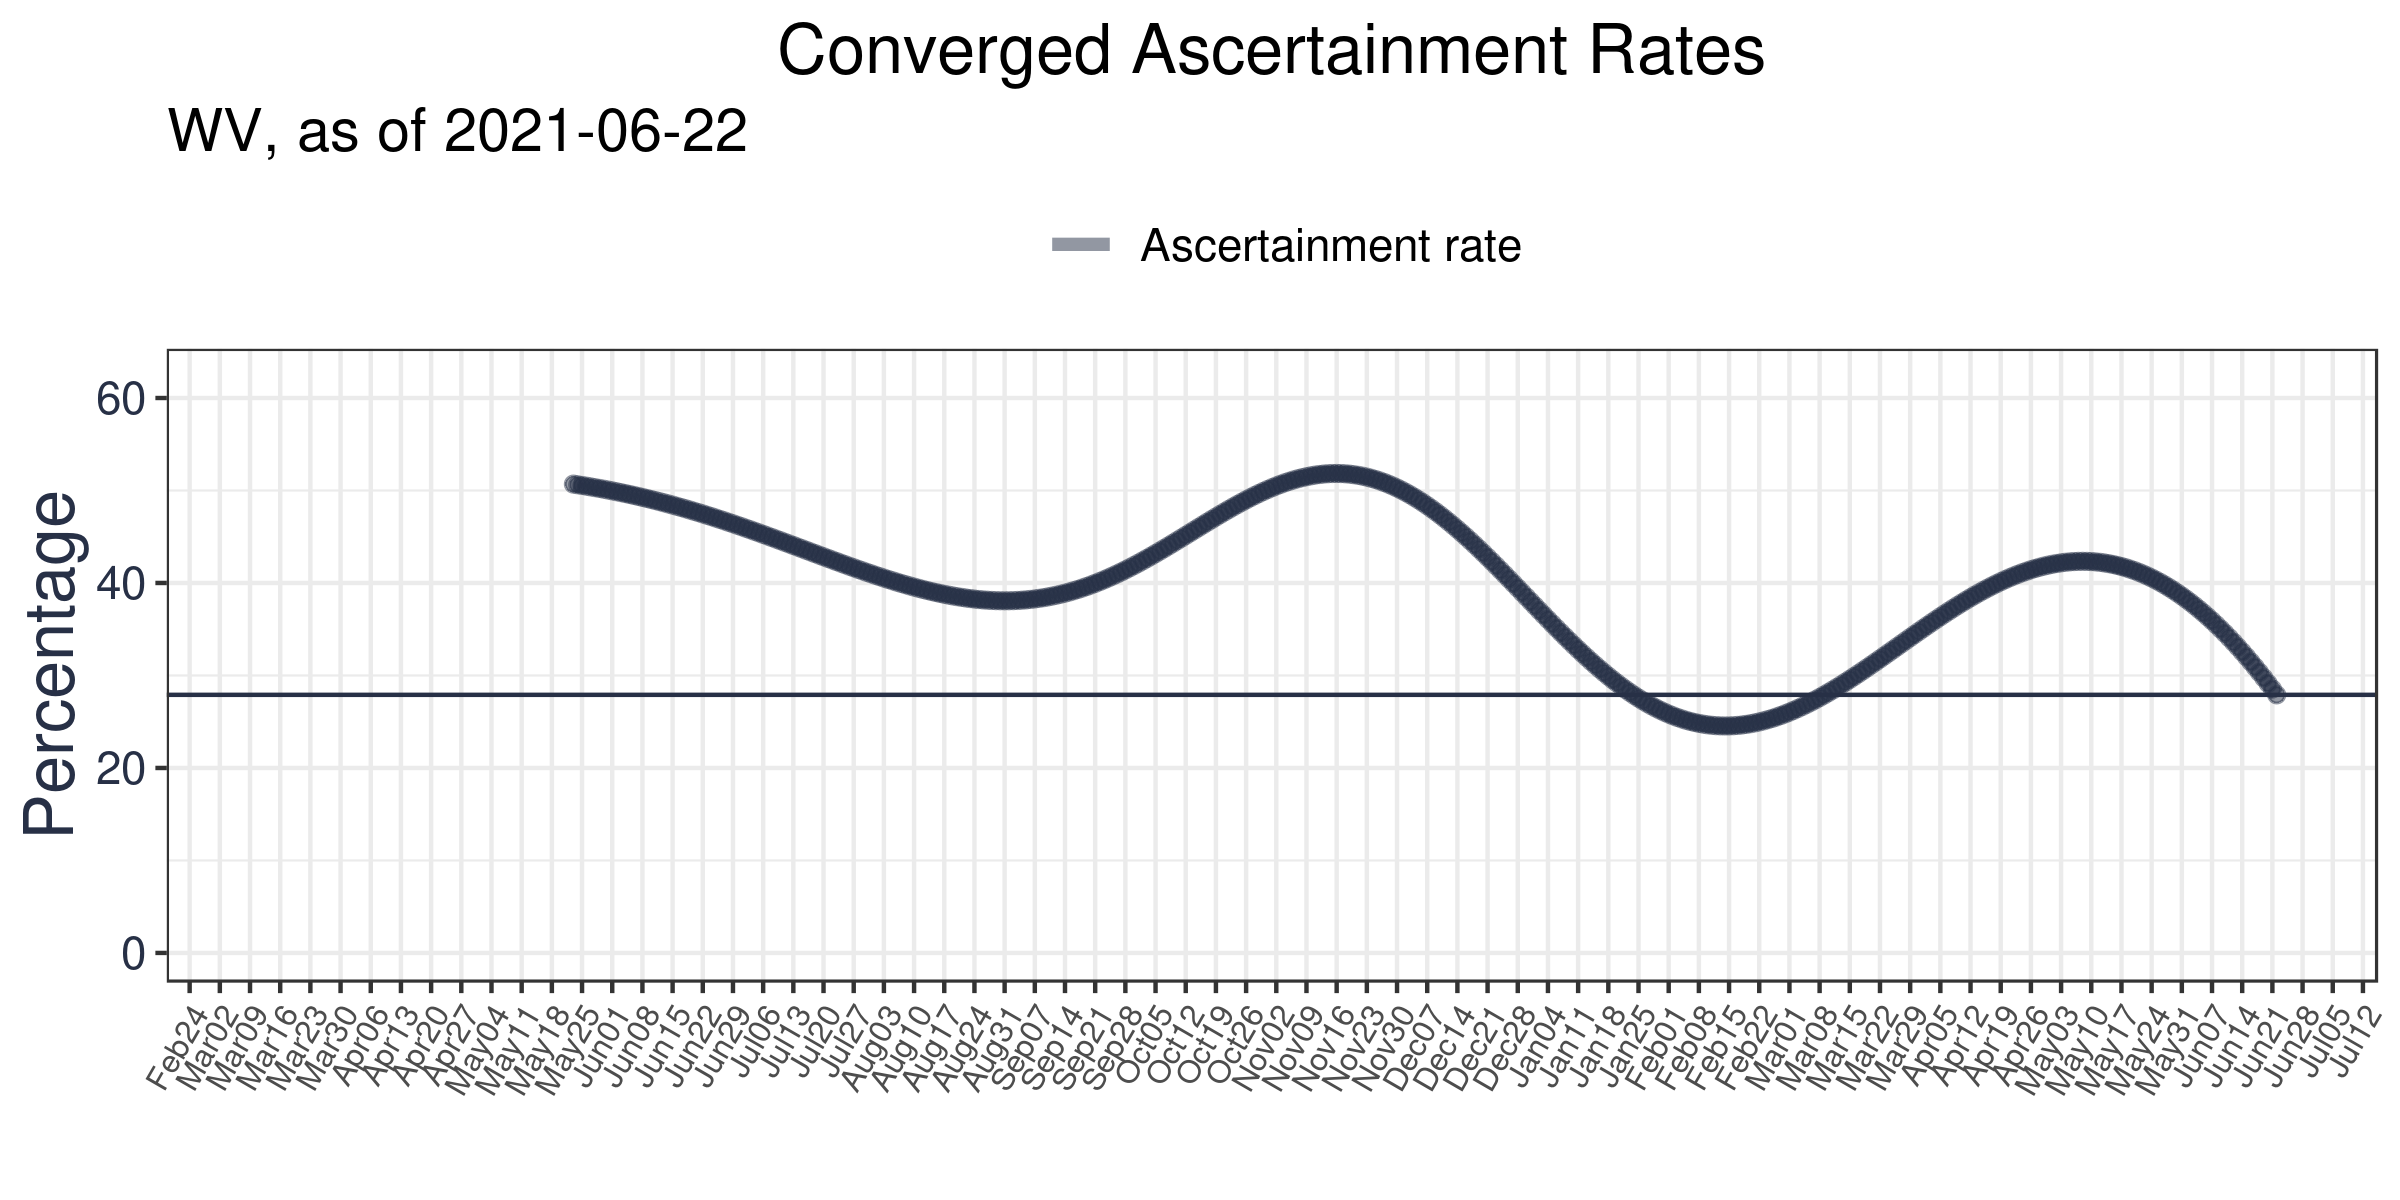 Converged Ascertainment Rates
WV, as of 2021-06-22
Ascertainment rate
Percentage
60
40
20
0
Feb24
Mar02
Mar09
Mar16
Mar23
Mar30
Apr06
Apr13
Apr20
Apr27
May04
May11
May18
May25
Jun01
Jun08
Jun15
Jun22
Jun29
Jul06
Jul13
Jul20
Jul27
Aug03
Aug10
Aug17
Aug24
Aug31
Sep07
Sep14
Sep21
Sep28
Oct05
Oct12
Oct19
Oct26
Nov02
Nov09
Nov16
Nov23
Nov30
Dec07
Dec14
Dec21
Dec28
Jan04
Jan11
Jan18
Jan25
Feb01
Feb08
Feb15
Feb22
Mar01
Mar08
Mar15
Mar22
Mar29
Apr05
Apr12
Apr19
Apr26
May03
May10
May17
May24
May31
Jun07
Jun14
Jun21
Jun28
Jul05
Jul12